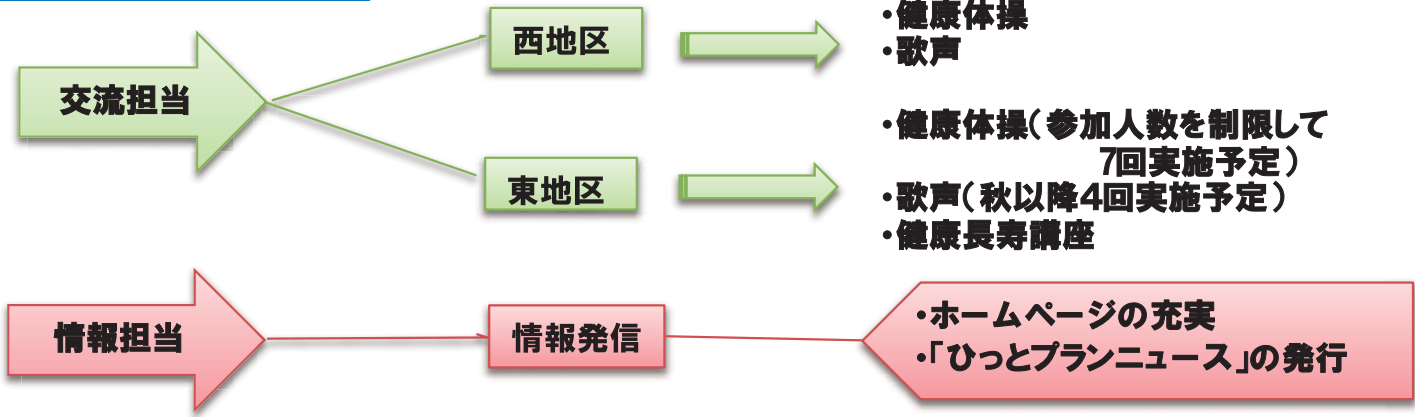 交流担当
西地区
・健康体操
・歌声
東地区
・健康体操(参加人数を制限して
7回実施予定)
・歌声(秋以降4回実施予定)
・健康長寿講座
情報担当
情報発信
・ホームページの充実
・「ひっとプランニュース」の発行